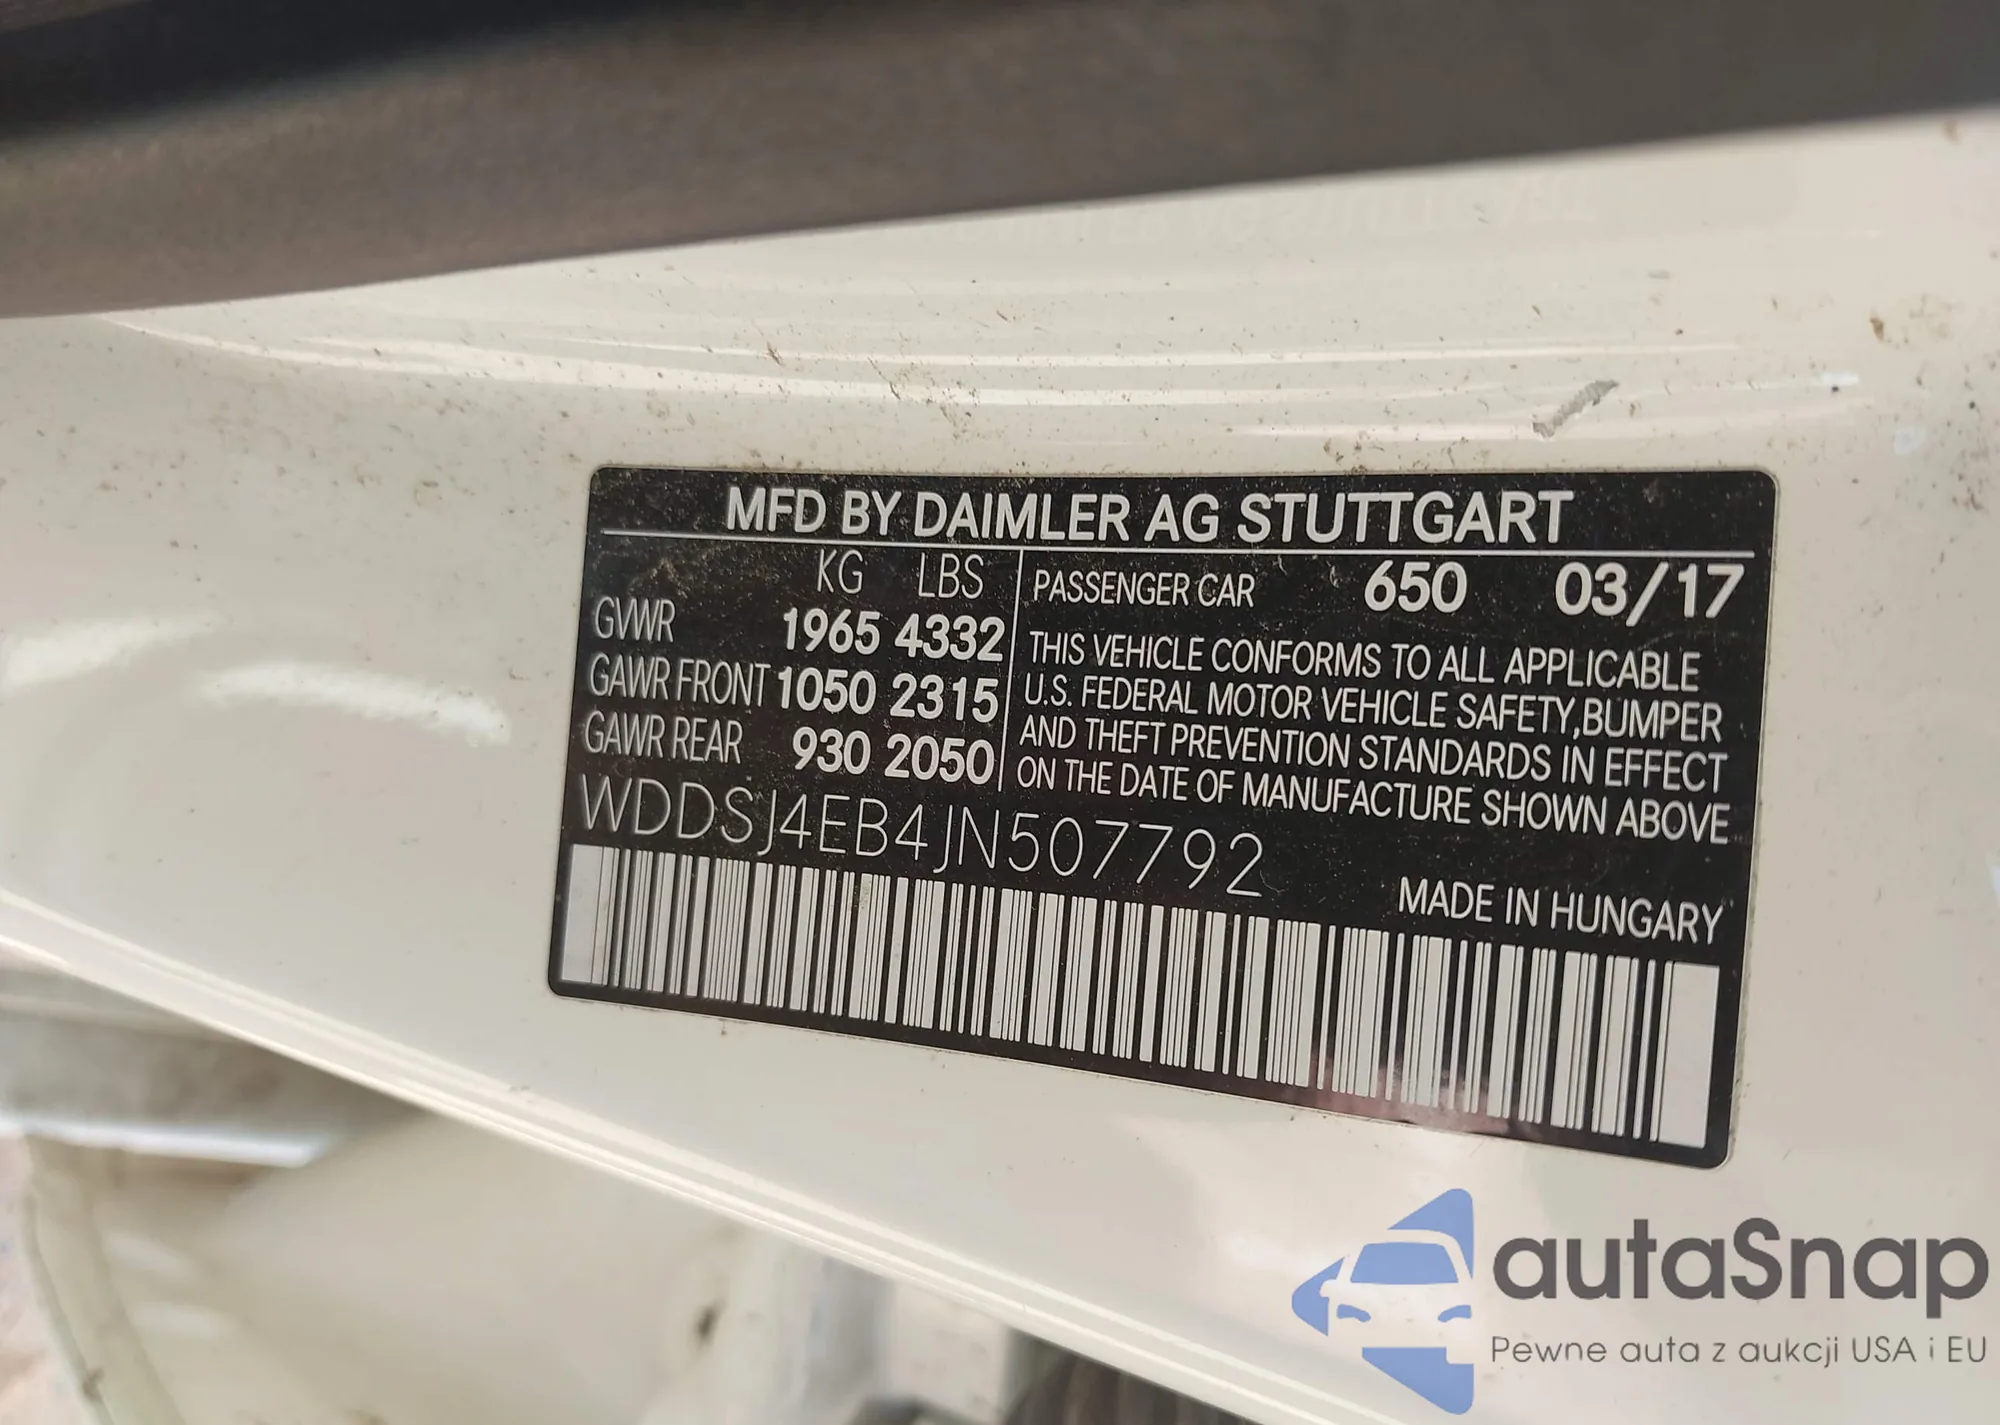 MFD BY DAIMLER AG STUTTGART
KG LBS
GVWR 1965 4332
GAWR FRONT 1050 2315
GAWR REAR 930 2050
PASSENGER CAR 650 03/17
THIS VEHICLE CONFORMS TO ALL APPLICABLE
U.S. FEDERAL MOTOR VEHICLE SAFETY,BUMPER
AND THEFT PREVENTION STANDARDS IN EFFECT
ON THE DATE OF MANUFACTURE SHOWN ABOVE
WDDSJ4EB4JN507792
MADE IN HUNGARY
autaSnap
Pewne auta z aukcji USA i EU